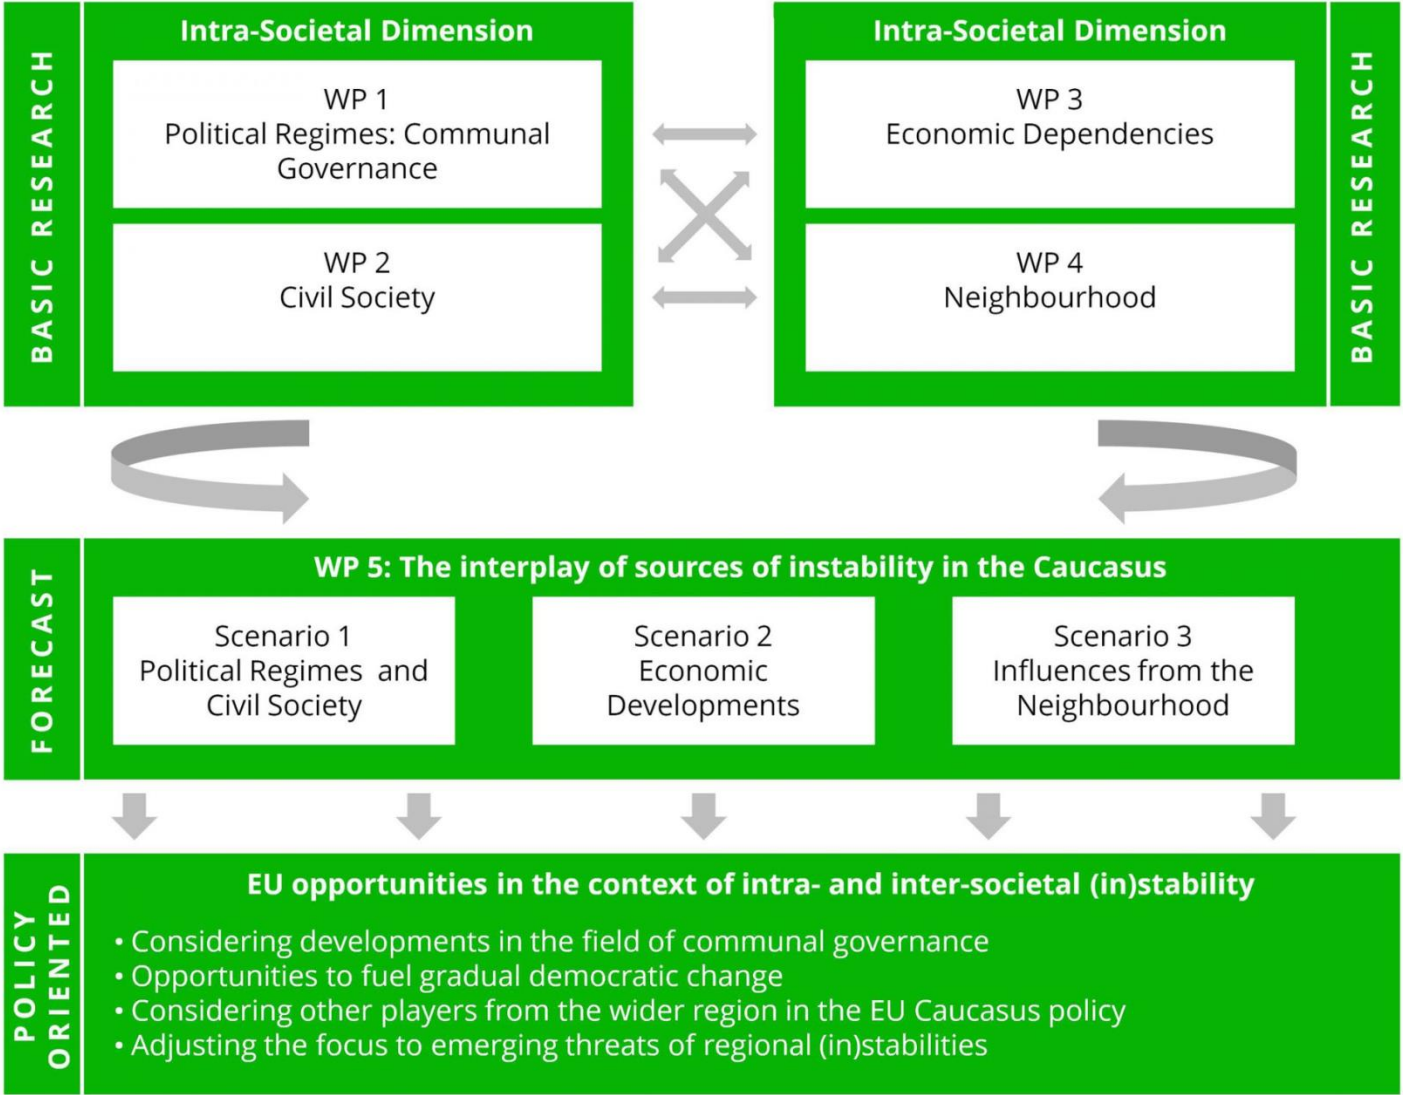 BASIC RESEARCH
Intra-Societal Dimension
WP 1
Political Regimes: Communal
Governance
WP 2
Civil Society
Intra-Societal Dimension
WP 3
Economic Dependencies
WP 4
Neighbourhood
BASIC RESEARCH
FORECAST
WP 5: The interplay of sources of instability in the Caucasus
Scenario 1
Political Regimes and
Civil Society
Scenario 2
Economic
Developments
Scenario 3
Influences from the
Neighbourhood
POLICY
ORIENTED
EU opportunities in the context of intra- and inter-societal (in)stability
• Considering developments in the field of communal governance
• Opportunities to fuel gradual democratic change
• Considering other players from the wider region in the EU Caucasus policy
• Adjusting the focus to emerging threats of regional (in)stabilities